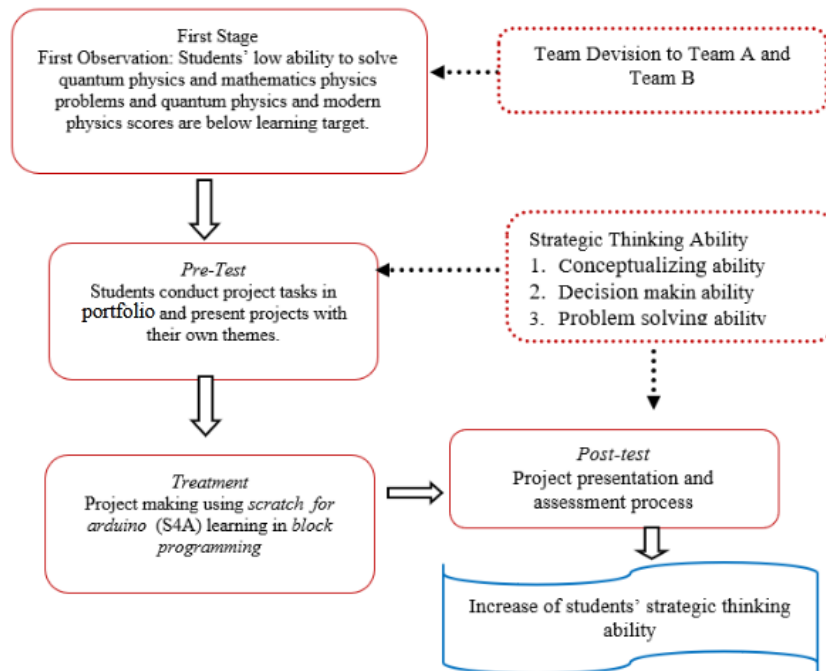 First Stage
First Observation: Students' low ability to solve
quantum physics and mathematics physics
problems and quantum physics and modern
physics scores are below learning target.
Team Devision to Team A and
Team B
Pre-Test
Students conduct project tasks in
portfolio and present projects with
their own themes.
Strategic Thinking Ability
1. Conceptualizing ability
2. Decision makin ability
3. Problem solving ability
Treatment
Project making using scratch for
arduino (S4A) learning in block
programming
Post-test
Project presentation and
assessment process
Increase of students' strategic thinking
ability